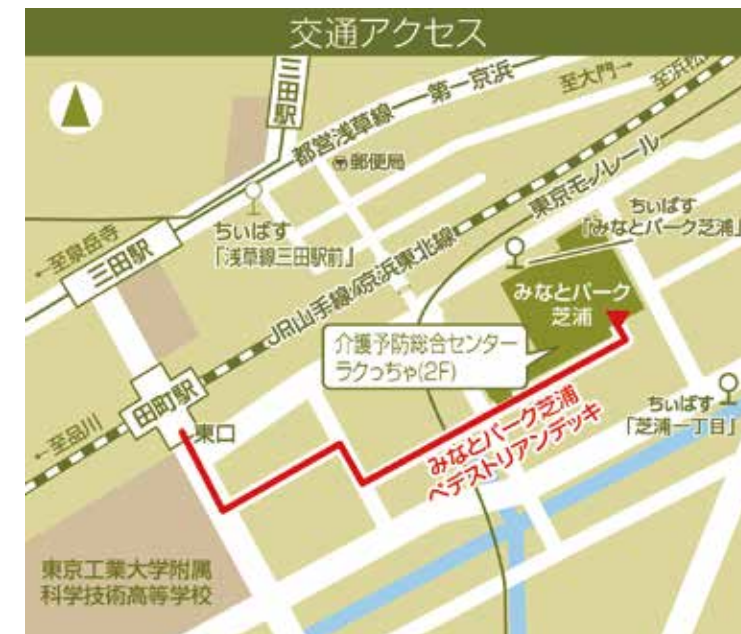 交通アクセス
三田駅
都営浅草線
第一京浜
至大門→
至浜松
郵便局
東京モノレール
ちぃばす
「みなとパーク芝浦」
ちぃばす
「浅草線三田駅前」
←至泉岳寺
三田駅
JR山手線/京浜東北線
みなとパーク
芝浦
介護予防総合センター
ラクっちゃ(2F)
田町駅
東口
←至品川
ちぃばす
「芝浦一丁目」
みなとパーク芝浦
ペデストリアンデッキ
東京工業大学附属
科学技術高等学校